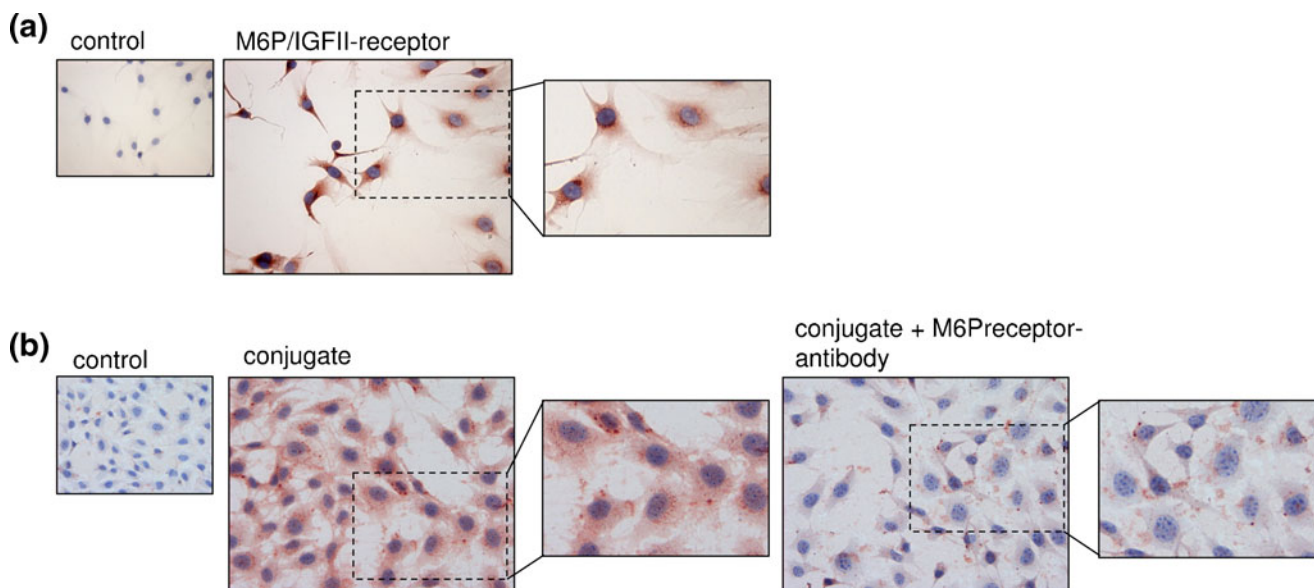 (a)
control
M6P/IGFII-receptor
(b)
control
conjugate
conjugate + M6Preceptor-
antibody